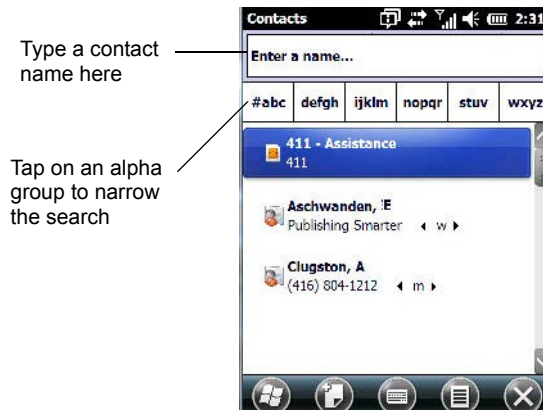 Contacts 2:31
Type a contact
name here
Enter a name...
#abc defgh ijklm nopqr stuv wxyz
Tap on an alpha
group to narrow
the search
411 - Assistance
411
Aschwanden, E
Publishing Smarter w
Clugston, A
(416) 804-1212 m